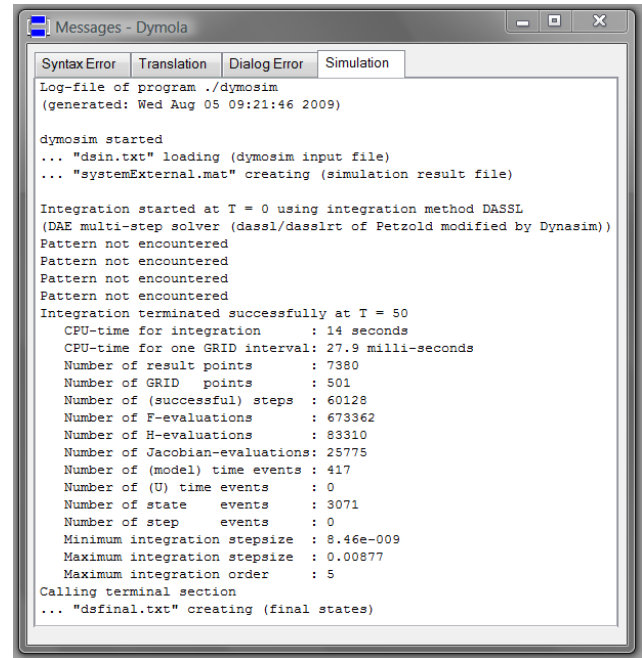 Messages - Dymola
Syntax Error Translation Dialog Error Simulation
Log-file of program ./dymosim
(generated: Wed Aug 05 09:21:46 2009)
dymosim started
... "dsin.txt" loading (dymosim input file)
... "systemExternal.mat" creating (simulation result file)
Integration started at T = 0 using integration method DASSL
(DAE multi-step solver (dassl/dasslrt of Petzold modified by Dynasim))
Pattern not encountered
Pattern not encountered
Pattern not encountered
Pattern not encountered
Integration terminated successfully at T = 50
CPU-time for integration : 14 seconds
CPU-time for one GRID interval: 27.9 milli-seconds
Number of result points : 7380
Number of GRID points : 501
Number of (successful) steps : 60128
Number of F-evaluations : 673362
Number of H-evaluations : 83310
Number of Jacobian-evaluations: 25775
Number of (model) time events : 417
Number of (U) time events : 0
Number of state events : 3071
Number of step events : 0
Minimum integration stepsize : 8.46e-009
Maximum integration stepsize : 0.00877
Maximum integration order : 5
Calling terminal section
... "dsfinal.txt" creating (final states)